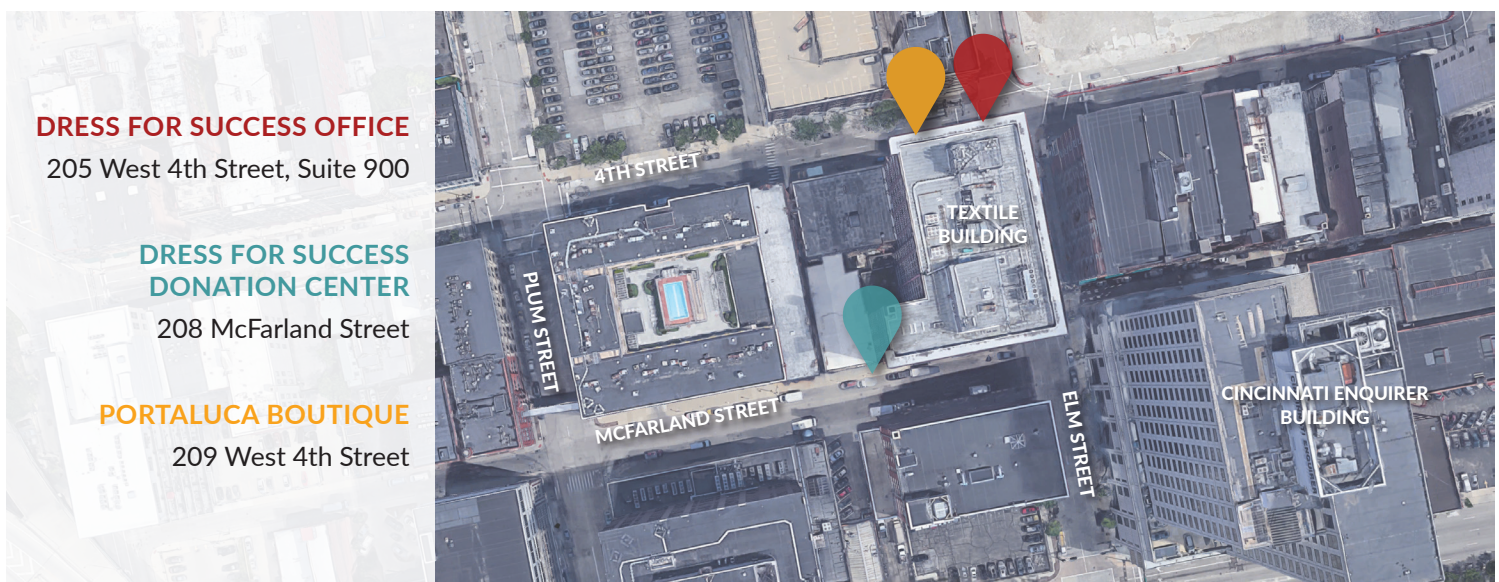 DRESS FOR SUCCESS OFFICE
205 West 4th Street, Suite 900
DRESS FOR SUCCESS
DONATION CENTER
208 McFarland Street
PORTALUCA BOUTIQUE
209 West 4th Street
4TH STREET
TEXTILE
BUILDING
PLUM STREET
MCFARLAND STREET
ELM STREET
CINCINNATI ENQUIRER
BUILDING